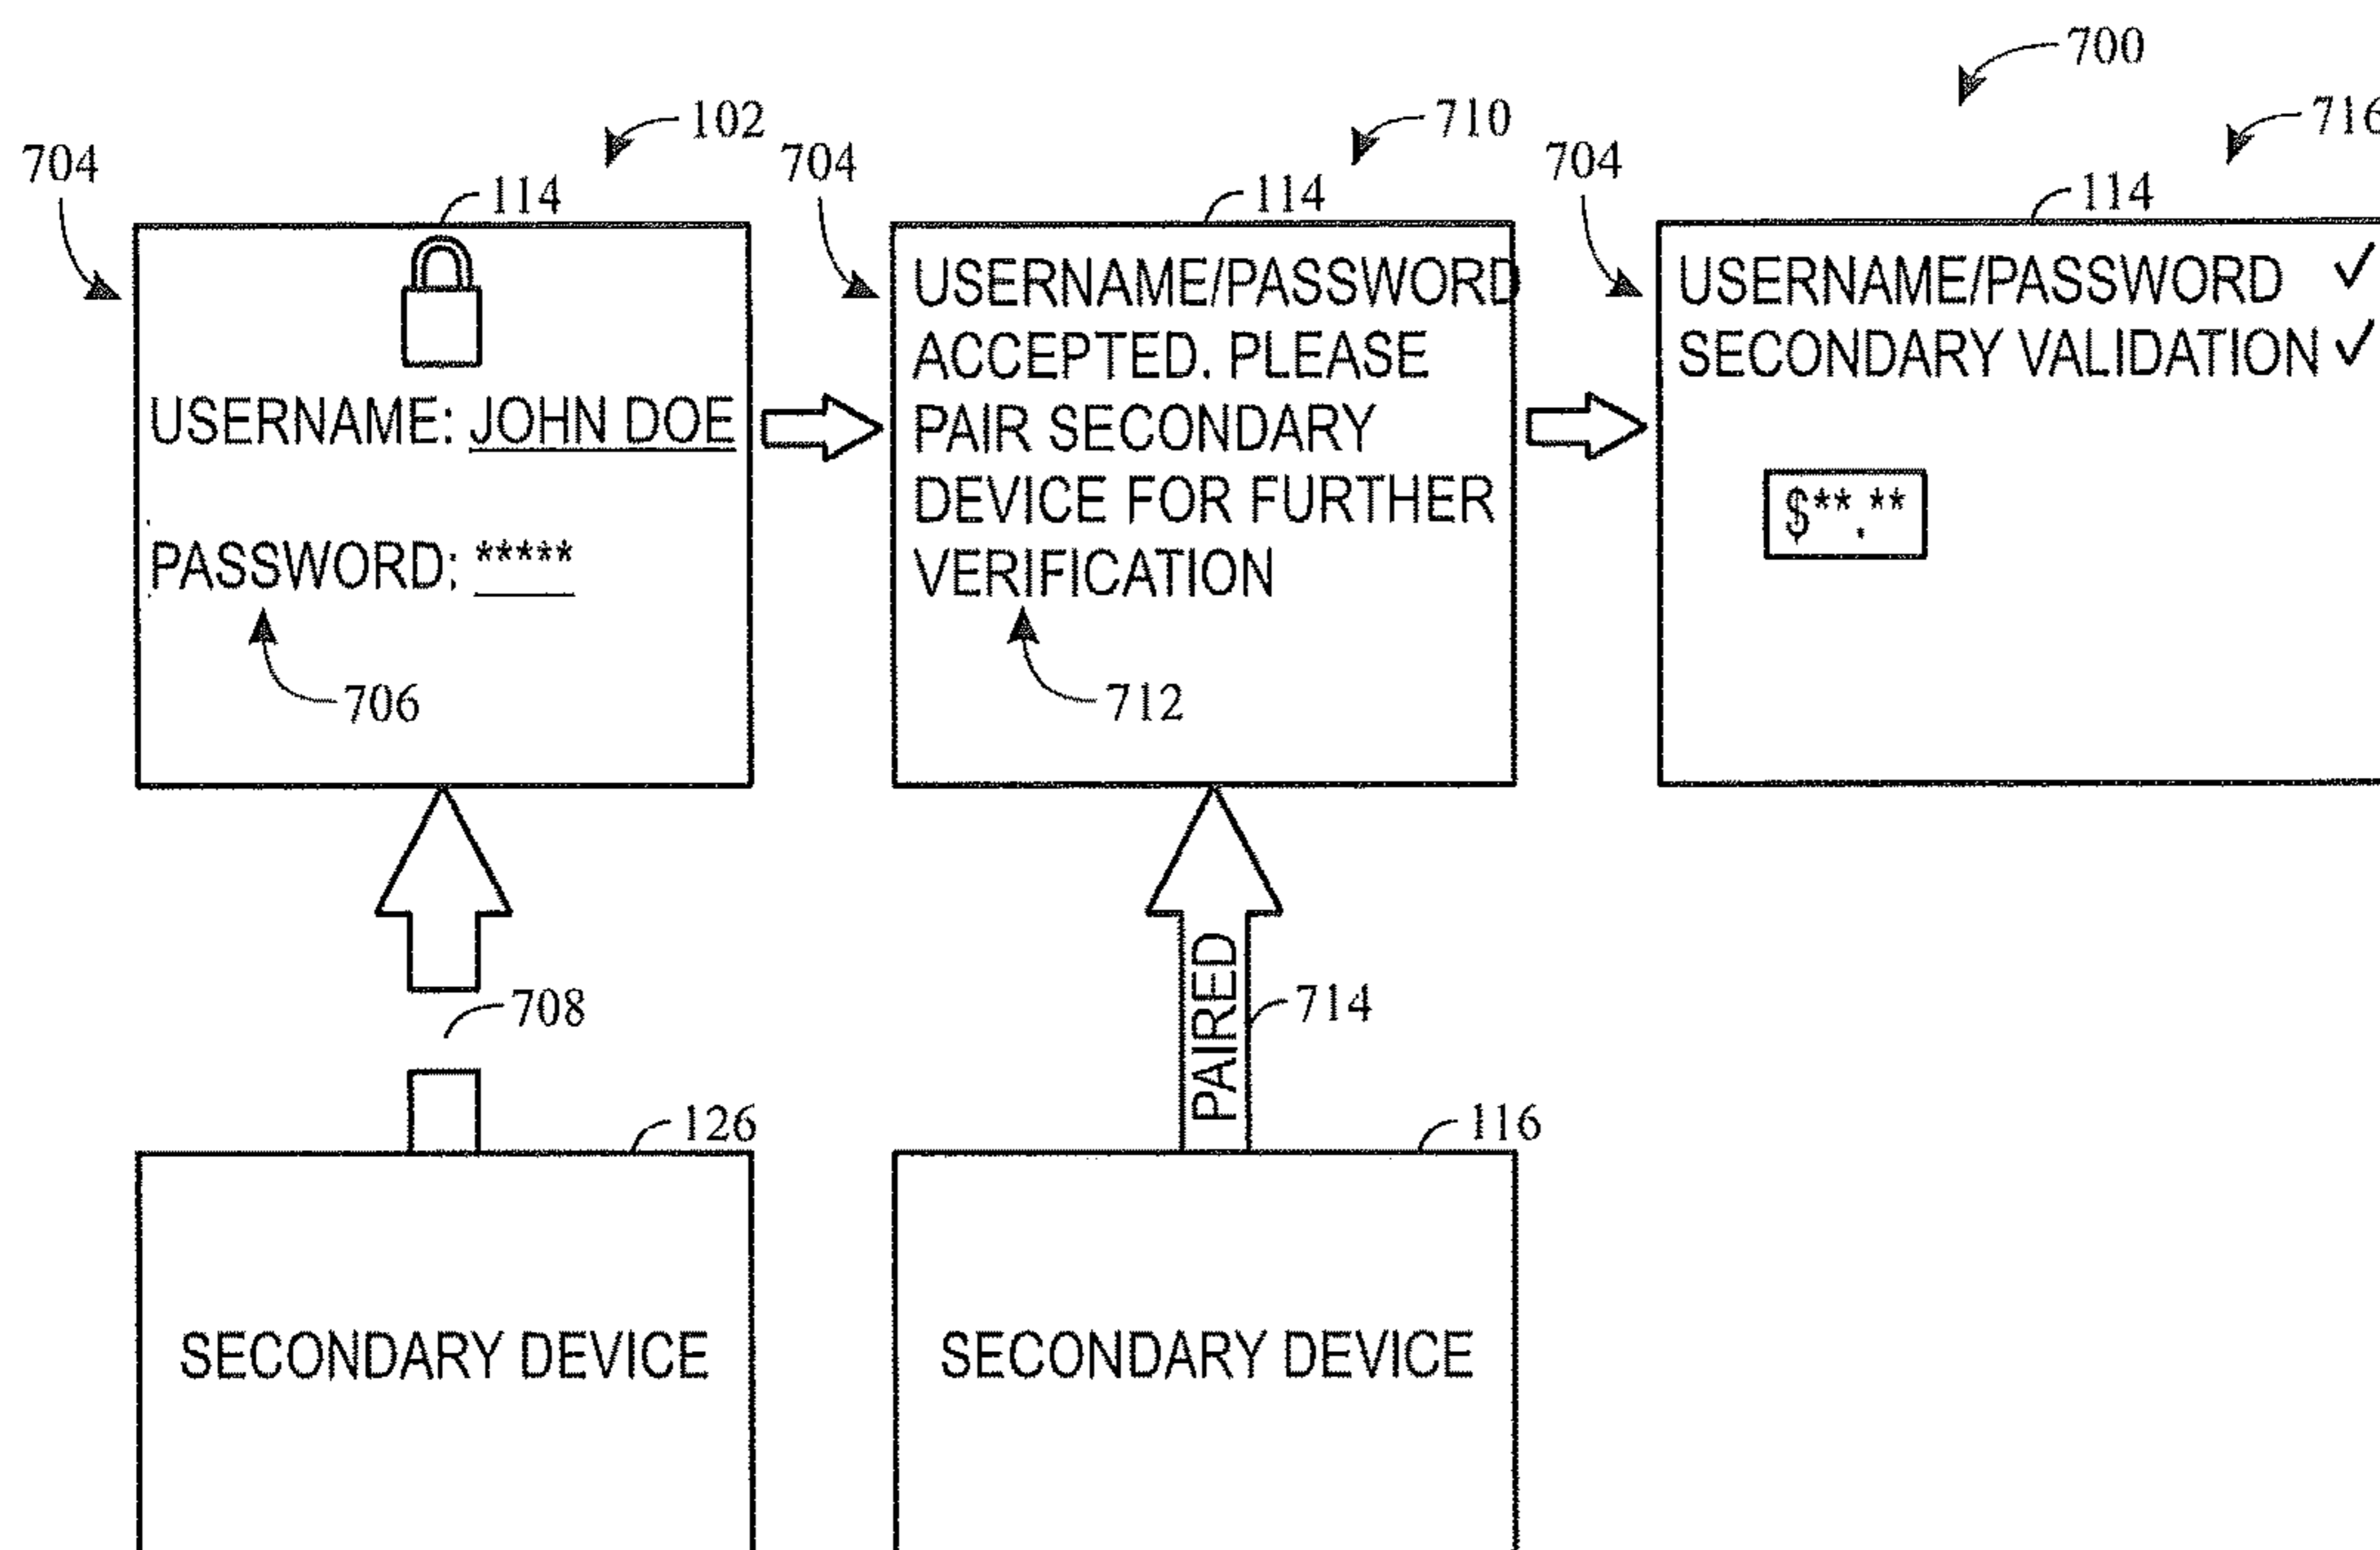 700
102
710
716
704
704
704
114
114
114
USERNAME: JOHN DOE
PASSWORD: *****
706
USERNAME/PASSWORD
ACCEPTED. PLEASE
PAIR SECONDARY
DEVICE FOR FURTHER
VERIFICATION
712
USERNAME/PASSWORD ✓
SECONDARY VALIDATION ✓
$**.**
708
PAIRED
714
126
116
SECONDARY DEVICE
SECONDARY DEVICE